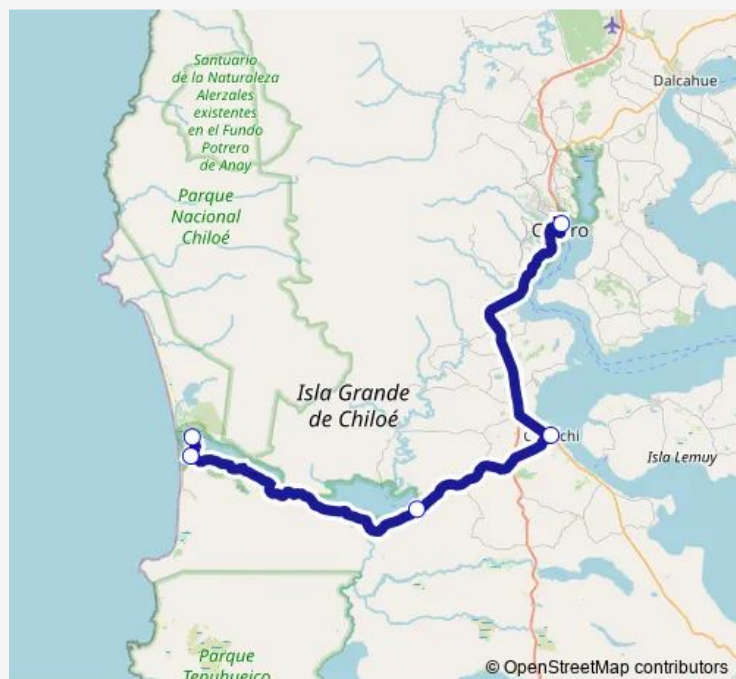 Santuario
de la Naturaleza
Alerzales
existentes
en el Fundo
Potrero
de Anay
Dalcahue
Parque
Nacional
Chiloé
Isla Grande
de Chiloé
Isla Lemuy
Parque
© OpenStreetMap contributors